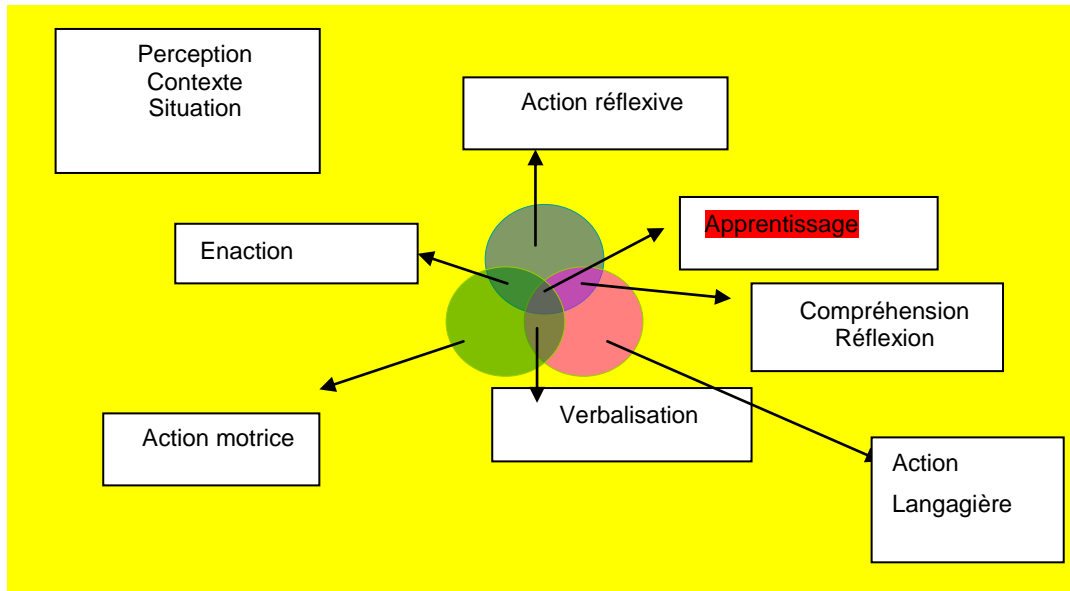 Perception
Contexte
Situation
Action réflexive
Apprentissage
Enaction
Compréhension
Réflexion
Verbalisation
Action motrice
Action
Langagière